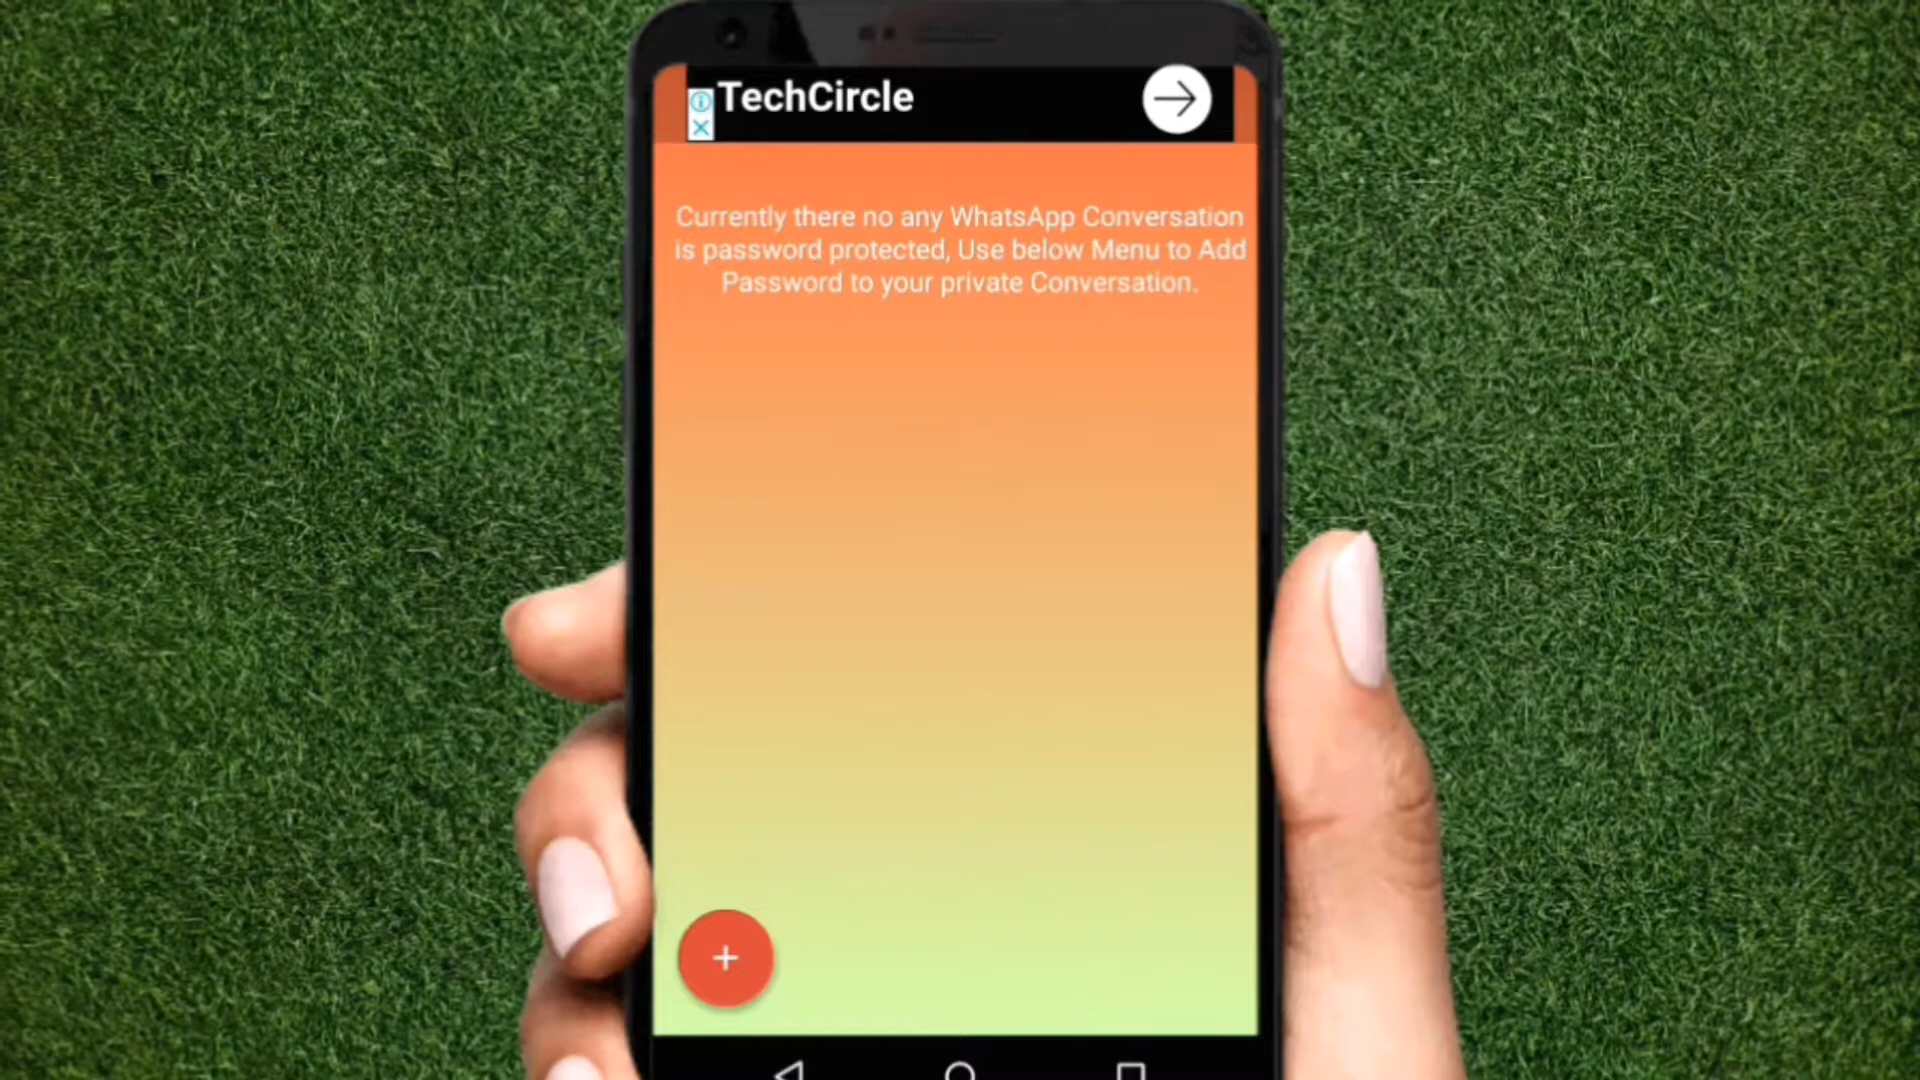 TechCircle
Currently there no any WhatsApp Conversation
is password protected, Use below Menu to Add
Password to your private Conversation.